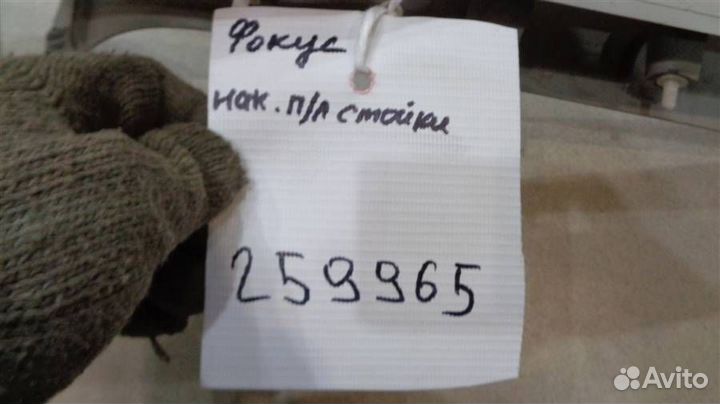 Фокус
нак. п/л стойки
259965
Avito